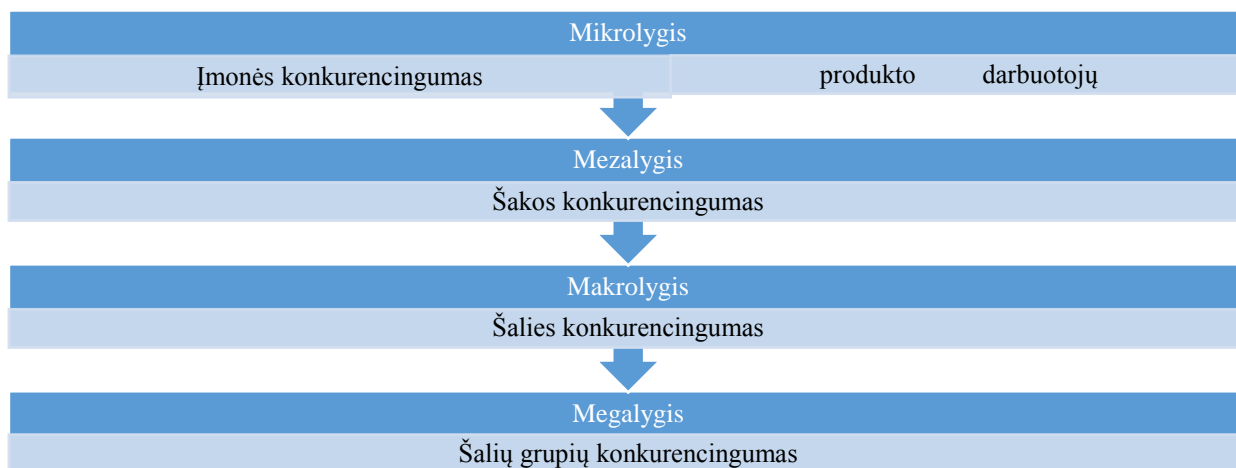 Mikrolygis
Įmonės konkurencingumas produkto darbuotojų
Mezalygis
Šakos konkurencingumas
Makrolygis
Šalies konkurencingumas
Megalygis
Šalių grupių konkurencingumas